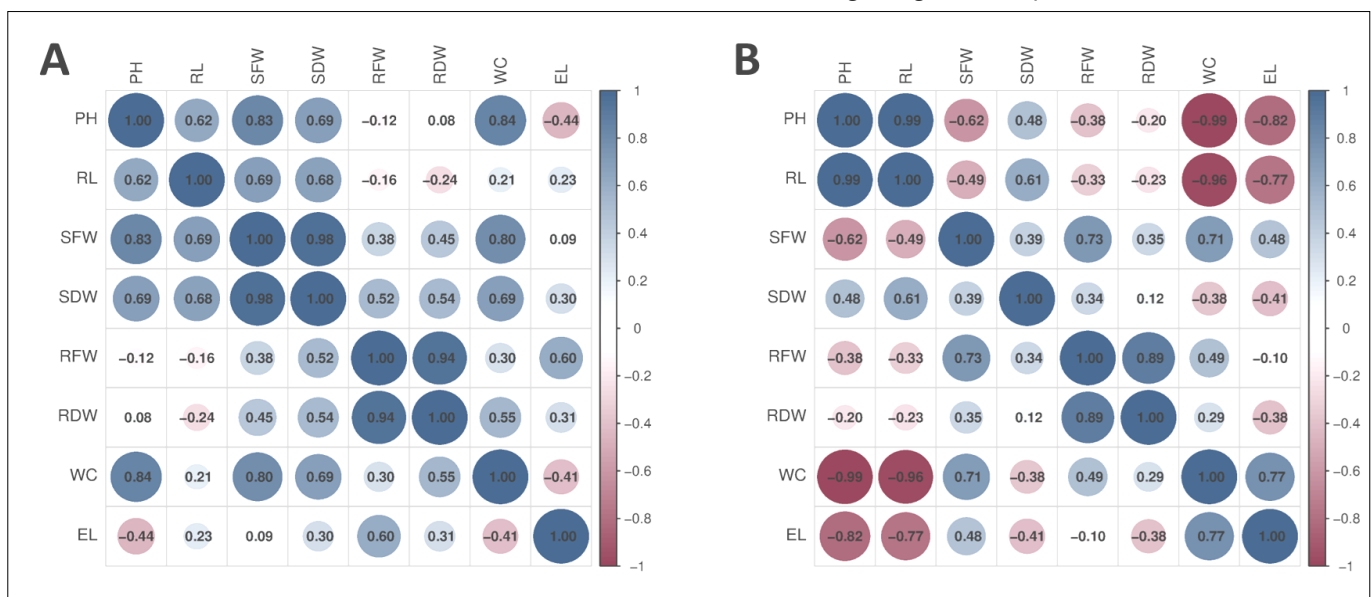 A
PH RL SFW SDW RFW RDW WC EL
PH 1.00 0.62 0.83 0.69 −0.12 0.08 0.84 −0.44
RL 0.62 1.00 0.69 0.68 −0.16 −0.24 0.21 0.23
SFW 0.83 0.69 1.00 0.98 0.38 0.45 0.80 0.09
SDW 0.69 0.68 0.98 1.00 0.52 0.54 0.69 0.30
RFW −0.12 −0.16 0.38 0.52 1.00 0.94 0.30 0.60
RDW 0.08 −0.24 0.45 0.54 0.94 1.00 0.55 0.31
WC 0.84 0.21 0.80 0.69 0.30 0.55 1.00 −0.41
EL −0.44 0.23 0.09 0.30 0.60 0.31 −0.41 1.00
1
0.8
0.6
0.4
0.2
0
−0.2
−0.4
−0.6
−0.8
−1
B
PH RL SFW SDW RFW RDW WC EL
PH 1.00 0.99 −0.62 0.48 −0.38 −0.20 −0.99 −0.82
RL 0.99 1.00 −0.49 0.61 −0.33 −0.23 −0.96 −0.77
SFW −0.62 −0.49 1.00 0.39 0.73 0.35 0.71 0.48
SDW 0.48 0.61 0.39 1.00 0.34 0.12 −0.38 −0.41
RFW −0.38 −0.33 0.73 0.34 1.00 0.89 0.49 −0.10
RDW −0.20 −0.23 0.35 0.12 0.89 1.00 0.29 −0.38
WC −0.99 −0.96 0.71 −0.38 0.49 0.29 1.00 0.77
EL −0.82 −0.77 0.48 −0.41 −0.10 −0.38 0.77 1.00
1
0.8
0.6
0.4
0.2
0
−0.2
−0.4
−0.6
−0.8
−1